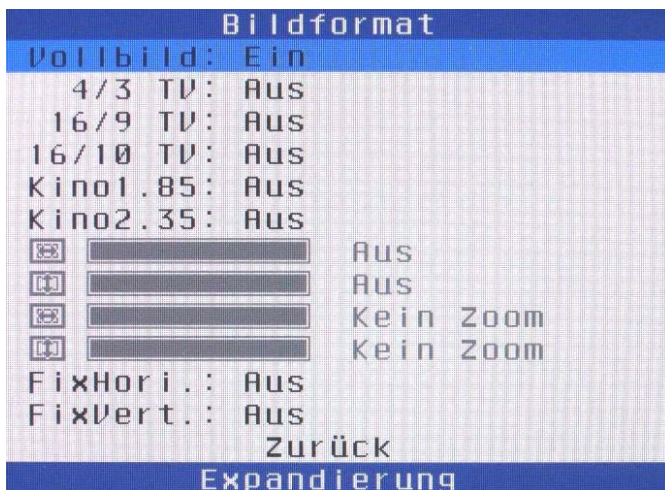 Bildformat
Vollbild: Ein
4/3 TV: Aus
16/9 TV: Aus
16/10 TV: Aus
Kino1.85: Aus
Kino2.35: Aus
Aus
Aus
Kein Zoom
Kein Zoom
FixHori.: Aus
FixVert.: Aus
Zurück
Expandierung